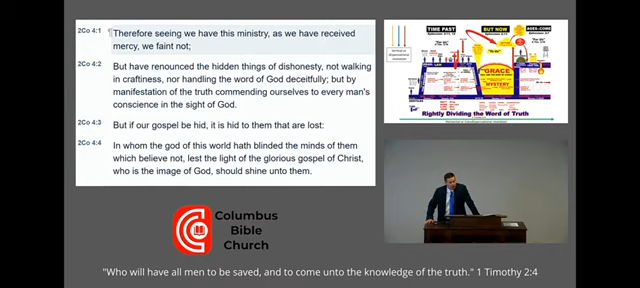 2Co 4:1 ¶Therefore seeing we have this ministry, as we have received
mercy, we faint not;
2Co 4:2 But have renounced the hidden things of dishonesty, not walking
in craftiness, nor handling the word of God deceitfully; but by
manifestation of the truth commending ourselves to every man's
conscience in the sight of God.
2Co 4:3 But if our gospel be hid, it is hid to them that are lost:
2Co 4:4 In whom the god of this world hath blinded the minds of them
which believe not, lest the light of the glorious gospel of Christ,
who is the image of God, should shine unto them.
TIME PAST
BUT NOW
AGES TO COME
GRACE
MYSTERY
Rightly Dividing the Word of Truth
Columbus
Bible
Church
"Who will have all men to be saved, and to come unto the knowledge of the truth." 1 Timothy 2:4